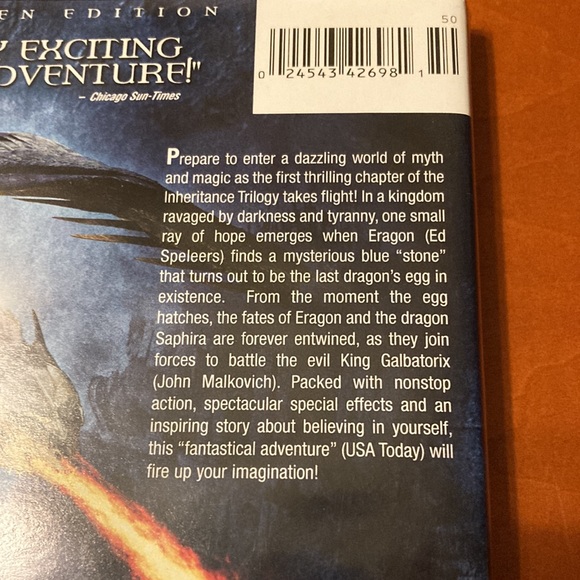 EN EDITION
50
EXCITING
DVENTURE!"
– Chicago Sun-Times
0 24543 42698 1
Prepare to enter a dazzling world of myth
and magic as the first thrilling chapter of the
Inheritance Trilogy takes flight! In a kingdom
ravaged by darkness and tyranny, one small
ray of hope emerges when Eragon (Ed
Speleers) finds a mysterious blue “stone”
that turns out to be the last dragon’s egg in
existence. From the moment the egg
hatches, the fates of Eragon and the dragon
Saphira are forever entwined, as they join
forces to battle the evil King Galbatorix
(John Malkovich). Packed with nonstop
action, spectacular special effects and an
inspiring story about believing in yourself,
this “fantastical adventure” (USA Today) will
fire up your imagination!